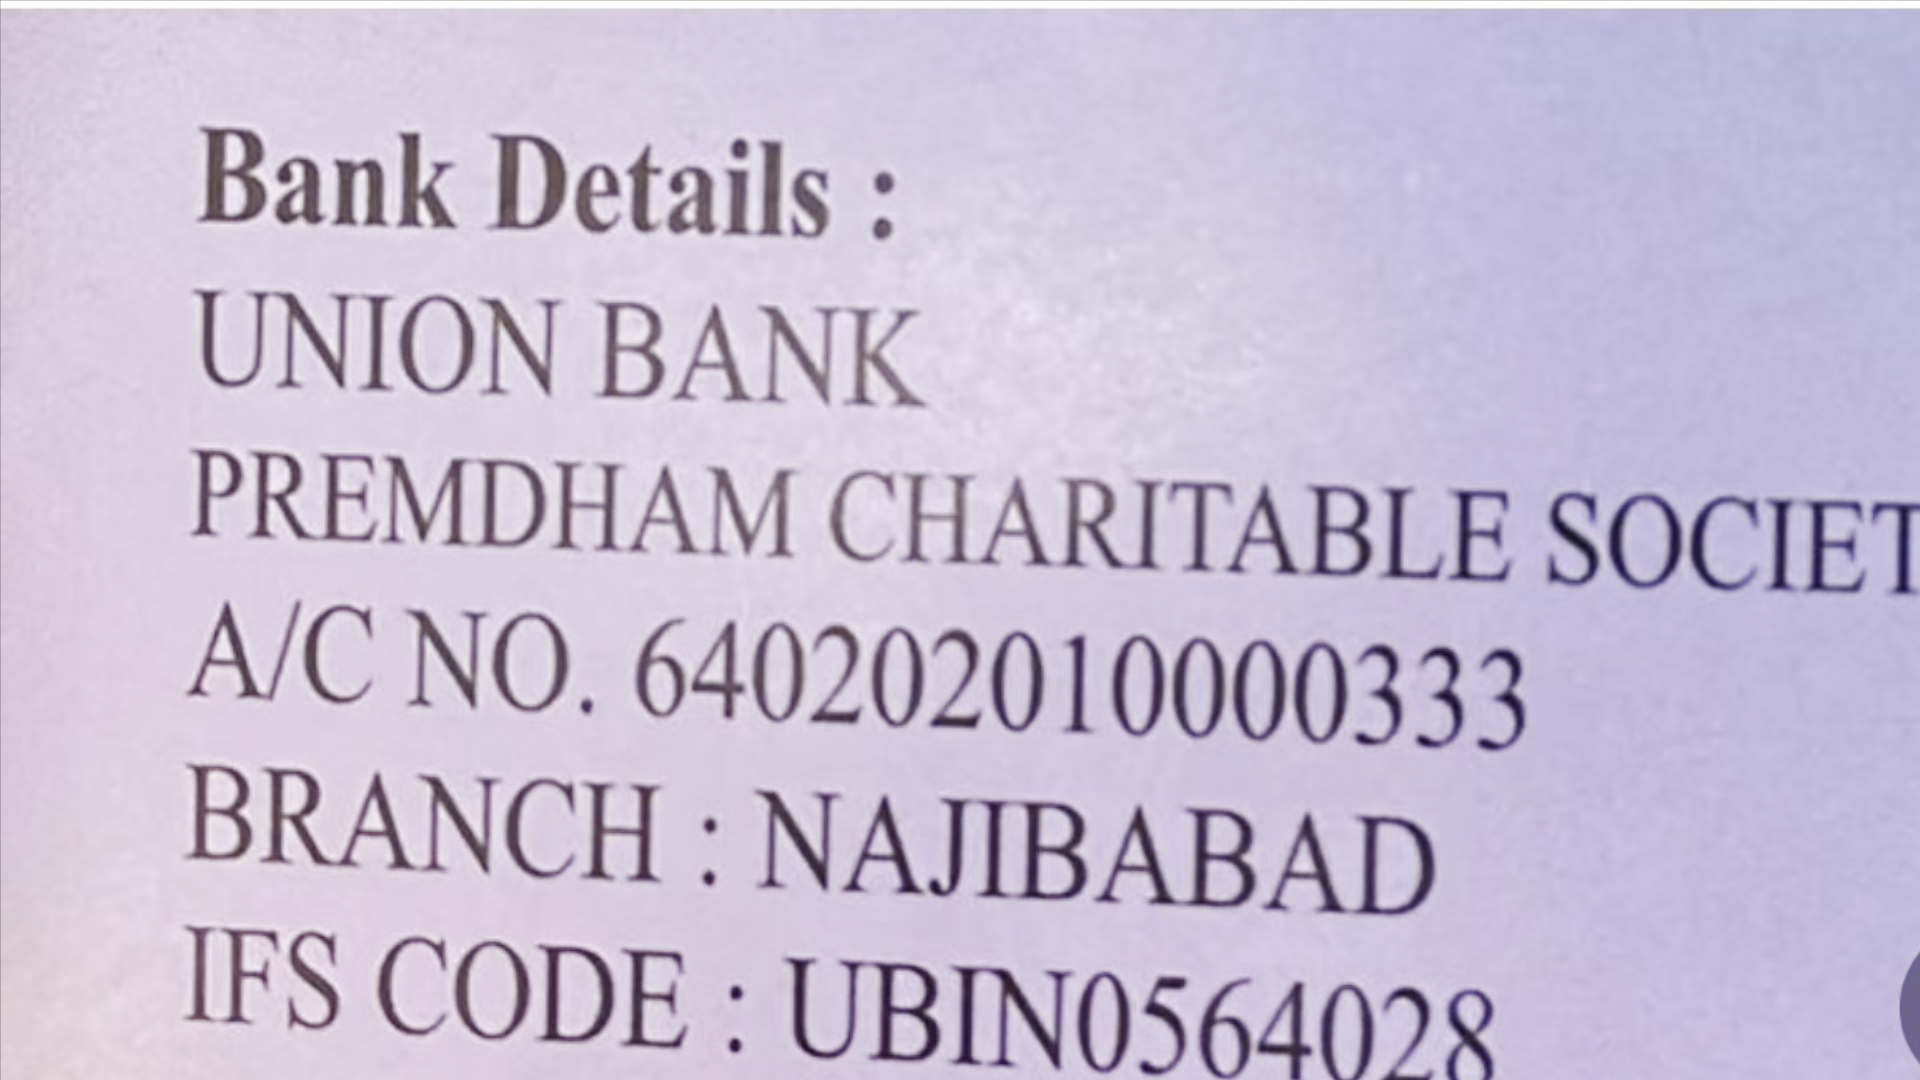 Bank Details :
UNION BANK
PREMDHAM CHARITABLE SOCIET
A/C NO. 640202010000333
BRANCH : NAJIBABAD
IFS CODE : UBIN0564028